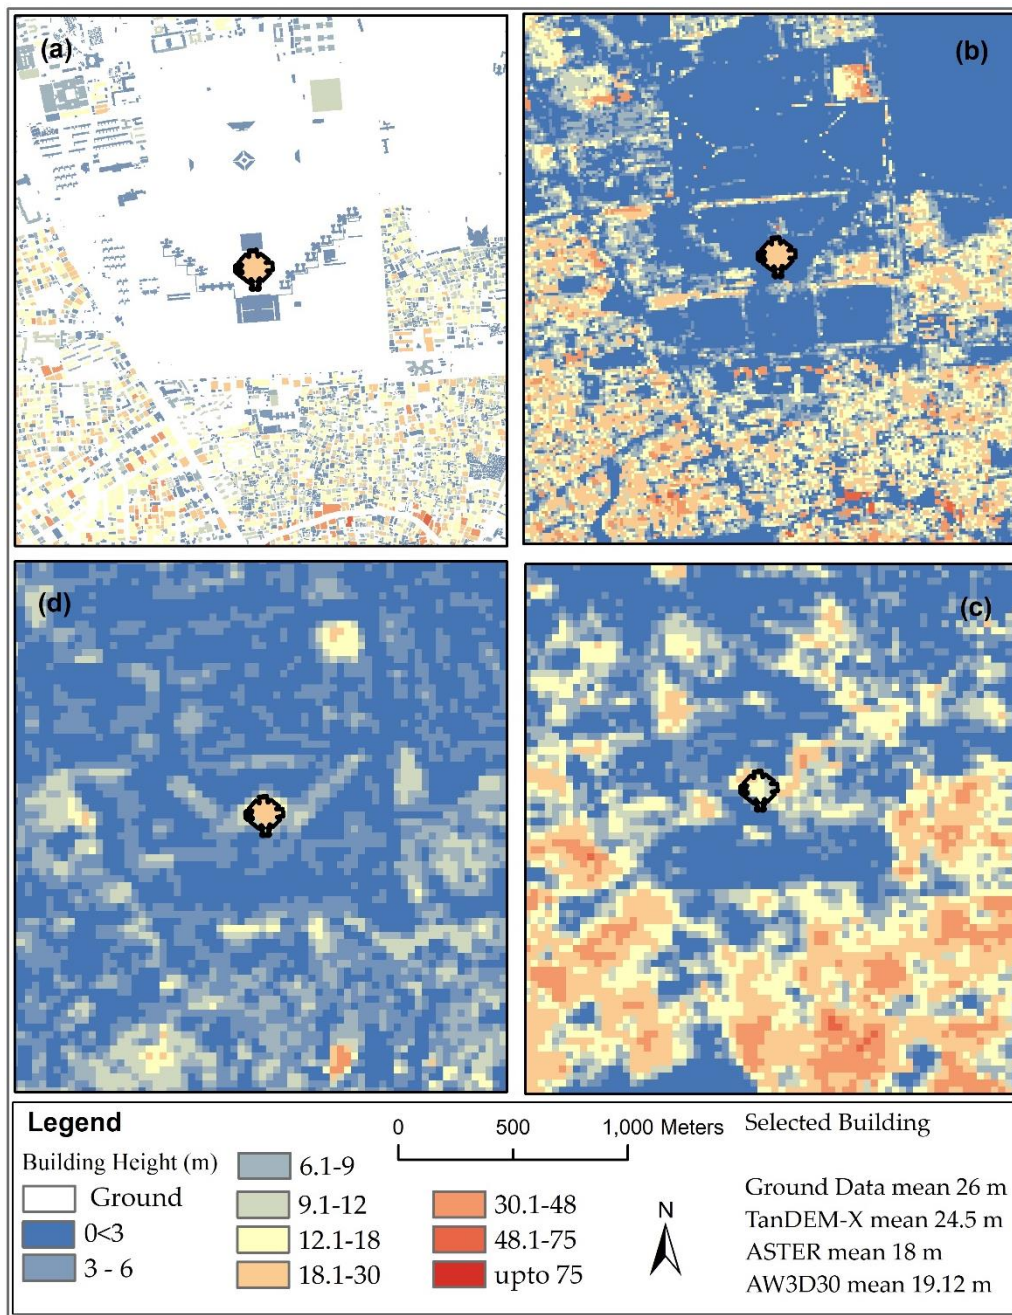 (a)
(b)
(d)
(c)
Legend
Building Height (m)
Ground
0<3
3 - 6
6.1-9
9.1-12
12.1-18
18.1-30
30.1-48
48.1-75
upto 75
0 500 1,000 Meters
N
Selected Building
Ground Data mean 26 m
TanDEM-X mean 24.5 m
ASTER mean 18 m
AW3D30 mean 19.12 m